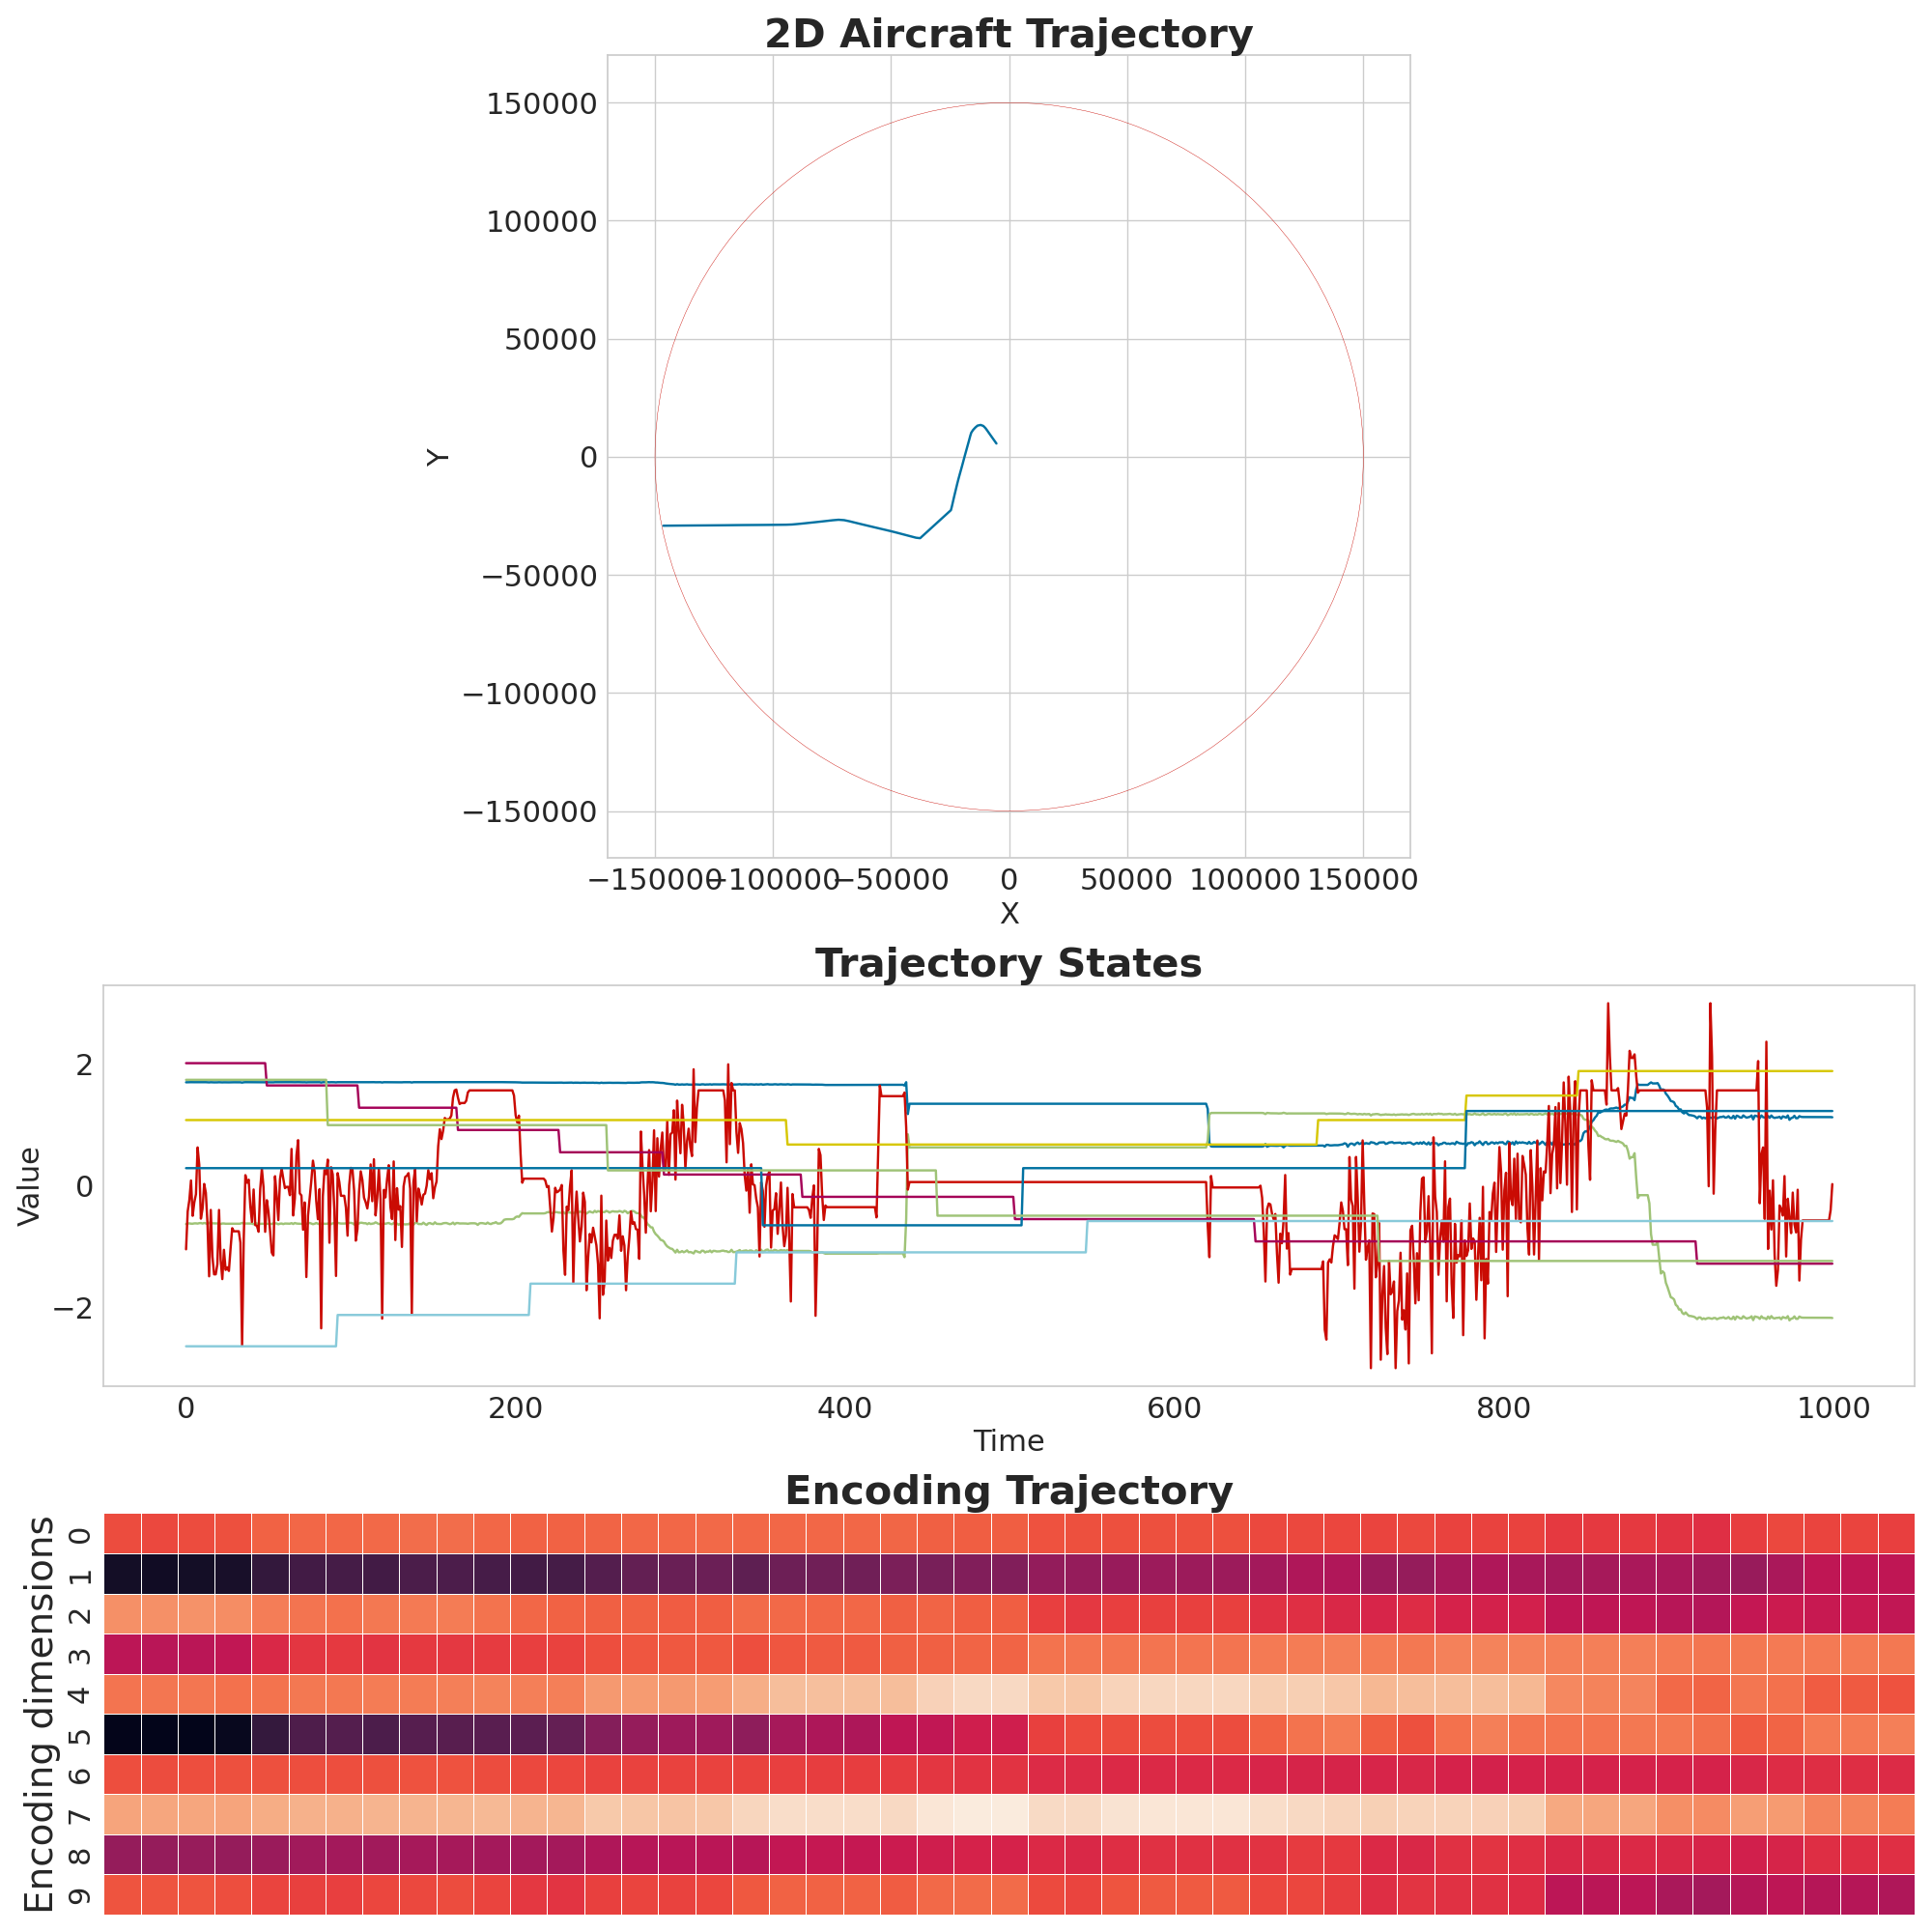 2D Aircraft Trajectory
150000
100000
50000
0
−50000
−100000
−150000
Y
−150000 −100000 −50000 0 50000 100000 150000
X
Trajectory States
2
0
−2
Value
0 200 400 600 800 1000
Time
Encoding Trajectory
Encoding dimensions
0
1
2
3
4
5
6
7
8
9